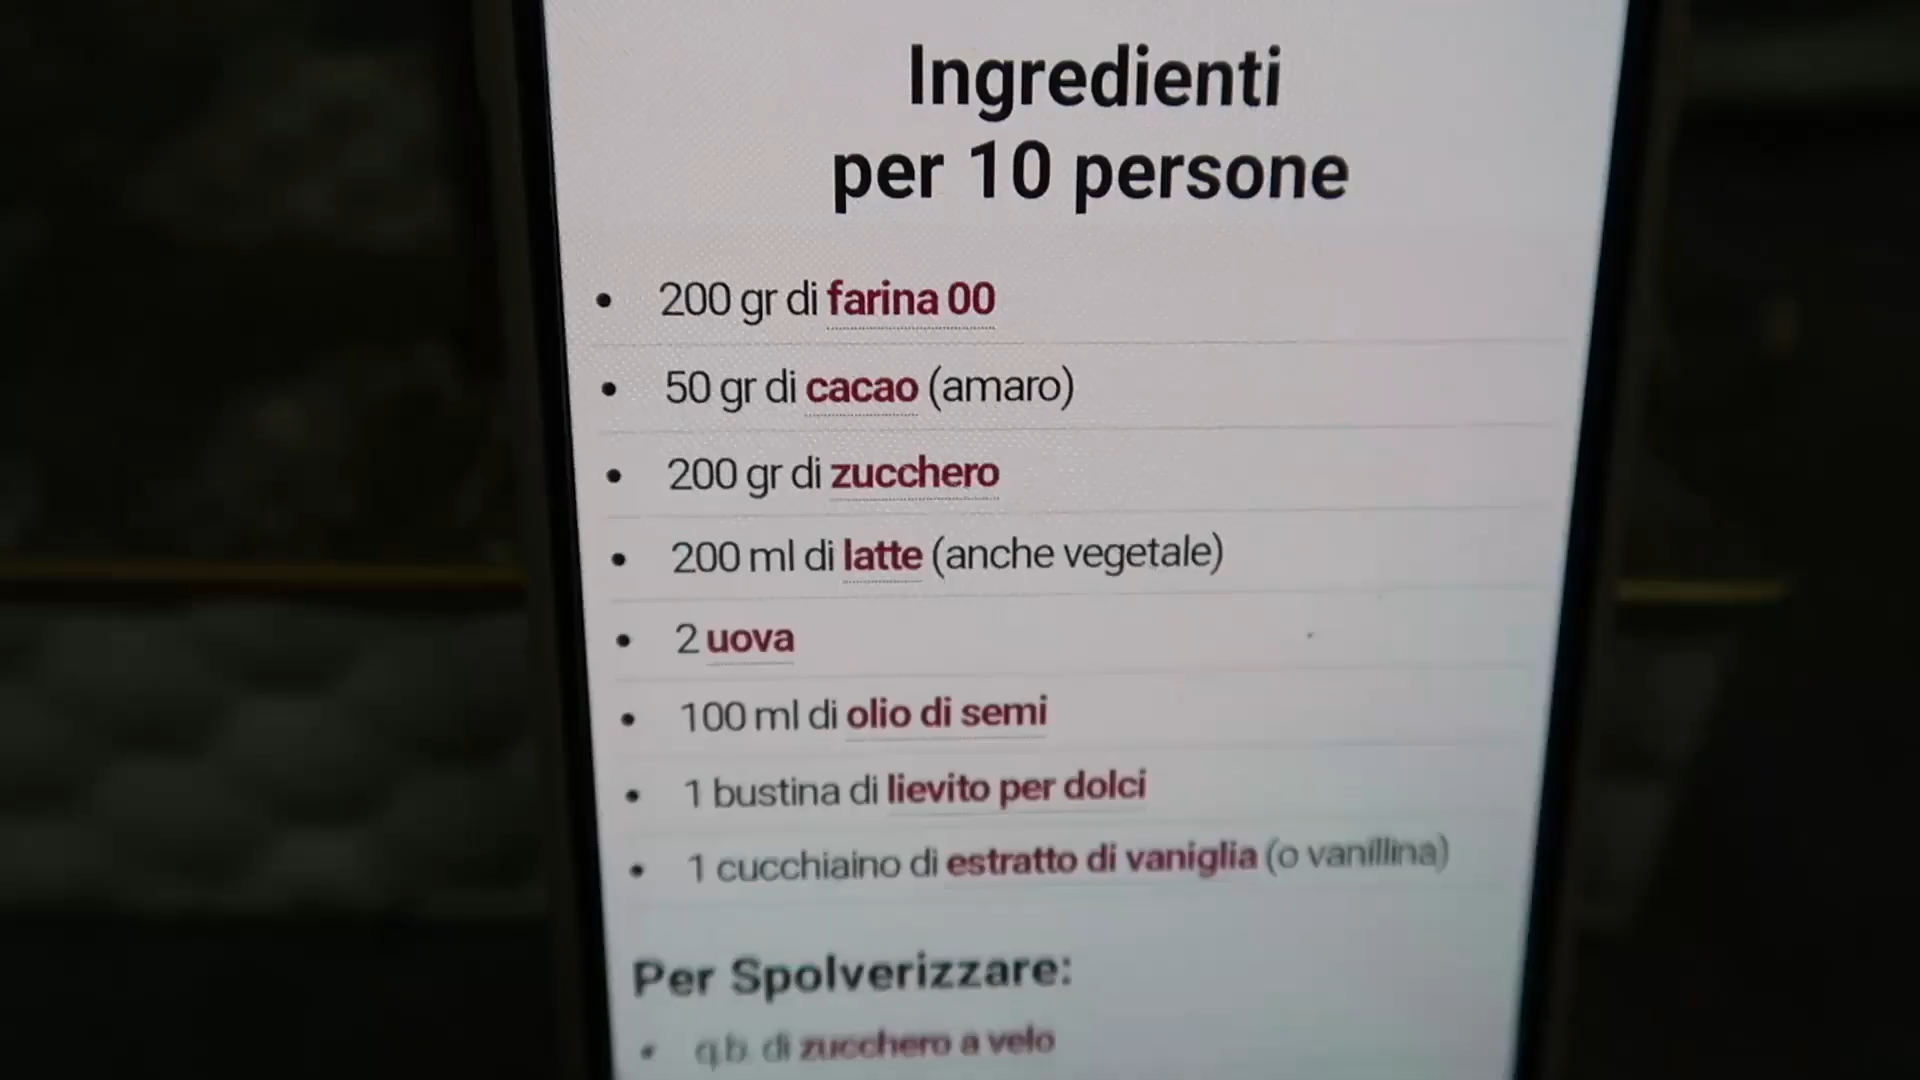 Ingredienti
per 10 persone
• 200 gr di farina 00
• 50 gr di cacao (amaro)
• 200 gr di zucchero
• 200 ml di latte (anche vegetale)
• 2 uova
• 100 ml di olio di semi
• 1 bustina di lievito per dolci
• 1 cucchiaino di estratto di vaniglia (o vanillina)
Per Spolverizzare:
• q.b. di zucchero a velo